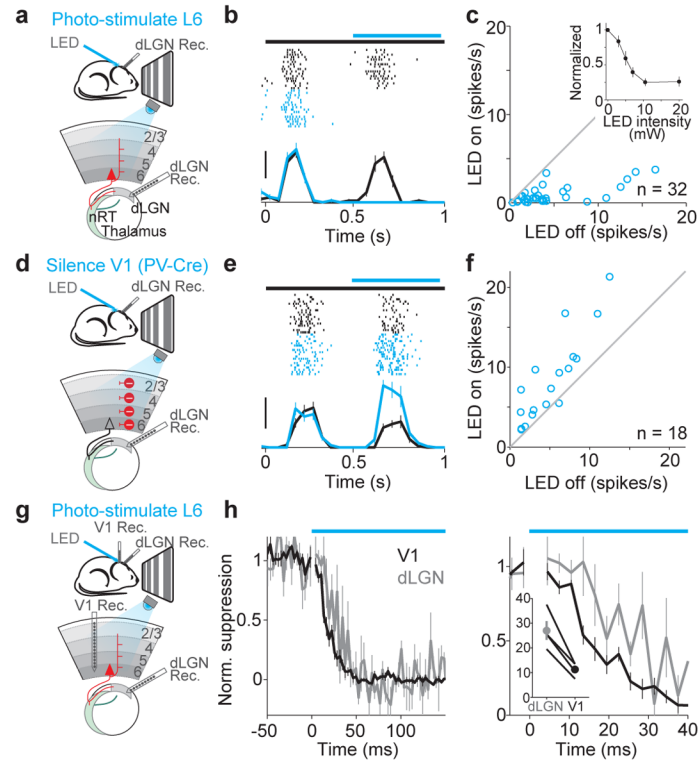 a
Photo-stimulate L6
LED
dLGN Rec.
2/3
4
5
6
dLGN
Rec.
nRT
dLGN
Thalamus
b
0
0.5
1
Time (s)
c
LED on (spikes/s)
20
10
0
0
10
20
LED off (spikes/s)
n = 32
Normalized
1
0.5
0
0
10
20
LED intensity
(mW)
d
Silence V1 (PV-Cre)
LED
dLGN Rec.
2/3
4
5
6
dLGN
Rec.
e
0
0.5
1
Time (s)
f
LED on (spikes/s)
20
10
0
0
10
20
LED off (spikes/s)
n = 18
g
Photo-stimulate L6
V1 Rec.
LED
dLGN Rec.
V1 Rec.
2/3
4
5
6
dLGN
Rec.
h
Norm. suppression
1
0.5
0
-50
0
50
100
Time (ms)
V1
dLGN
1
0.5
0
0
10
20
30
40
Time (ms)
40
30
20
10
0
dLGN V1